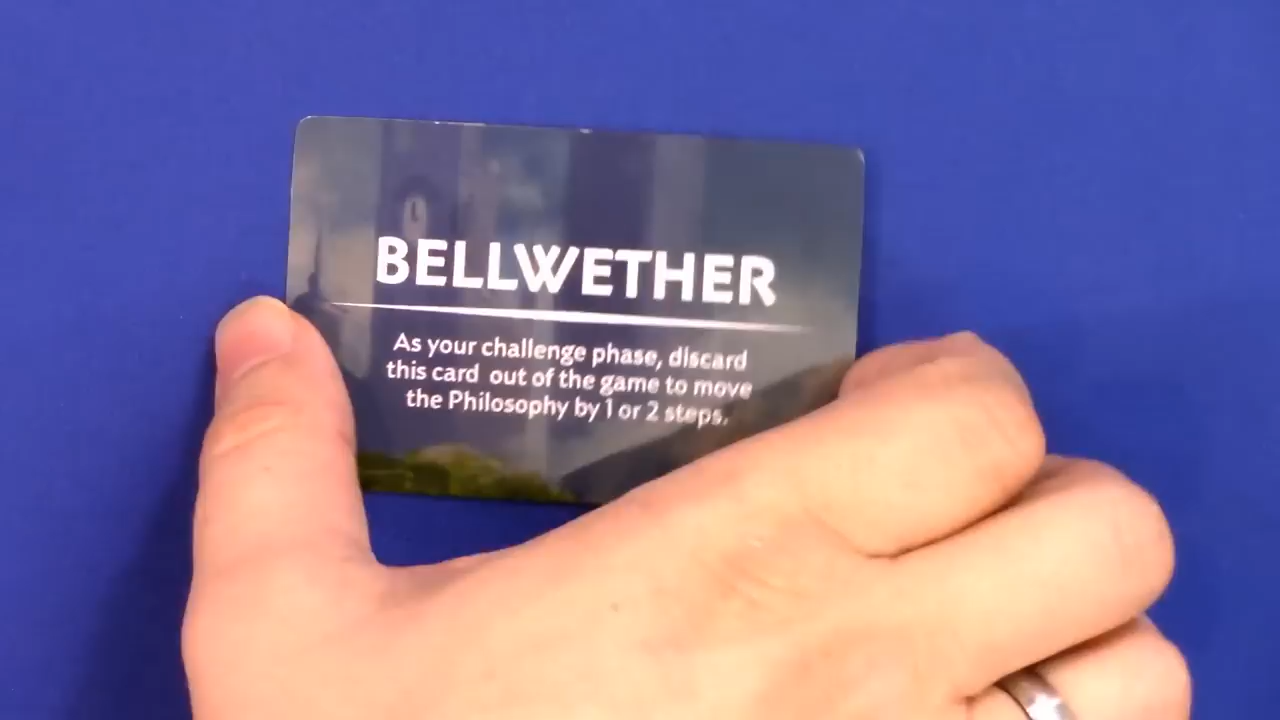 BELLWETHER
As your challenge phase, discard
this card out of the game to move
the Philosophy by 1 or 2 steps.